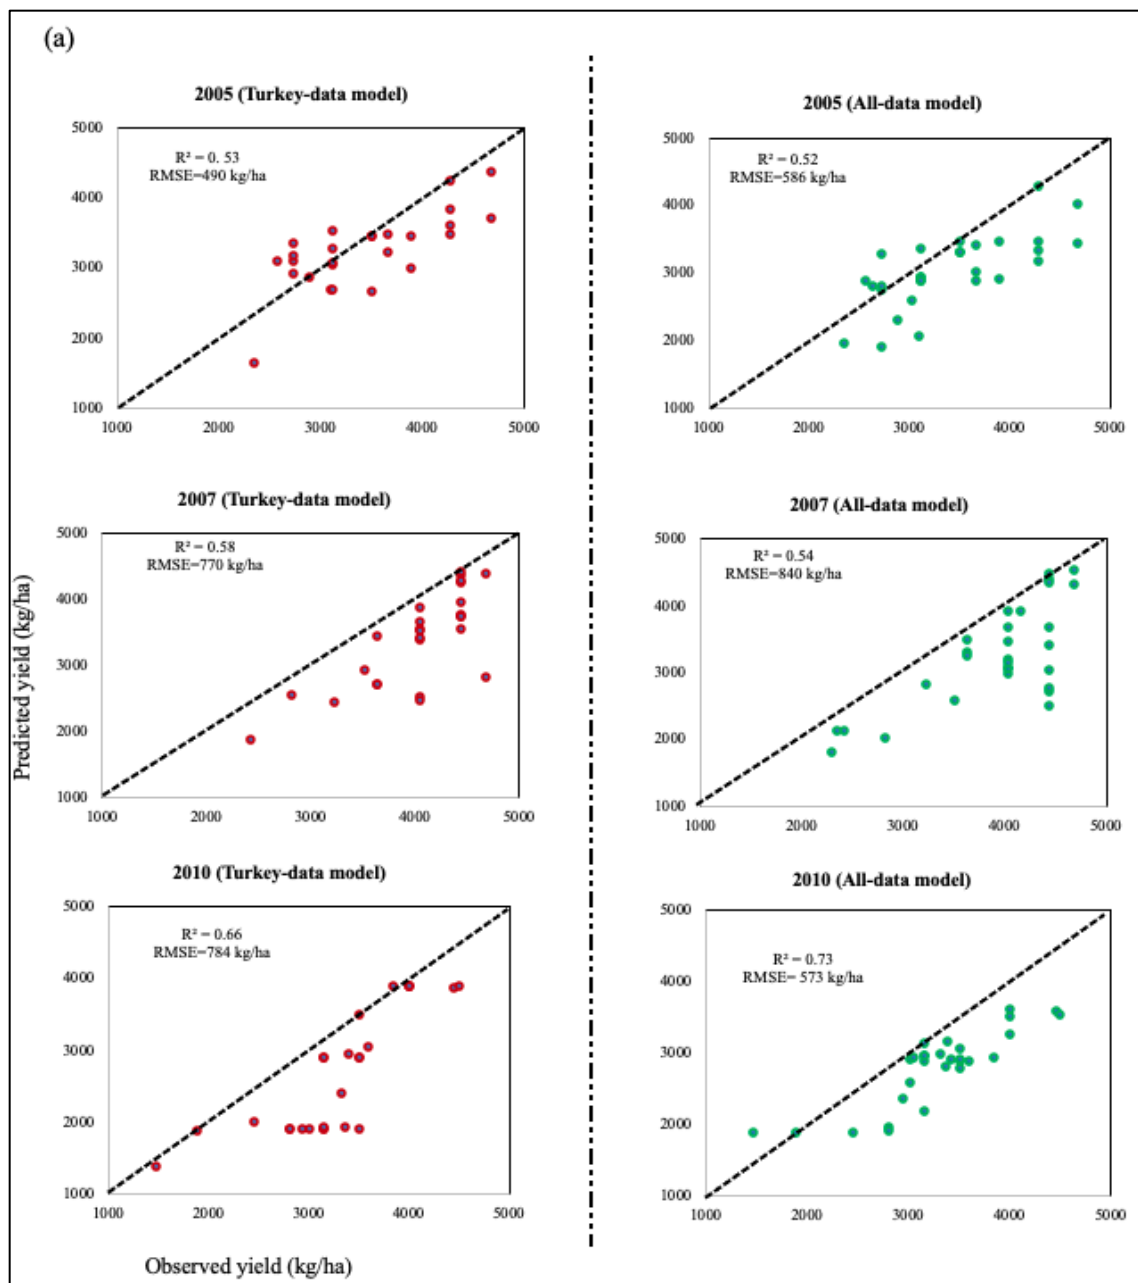 (a)
2005 (Turkey-data model)
5000
4000
3000
2000
1000
R² = 0. 53
RMSE=490 kg/ha
1000 2000 3000 4000 5000
2005 (All-data model)
5000
4000
3000
2000
1000
R² = 0.52
RMSE=586 kg/ha
1000 2000 3000 4000 5000
Predicted yield (kg/ha)
2007 (Turkey-data model)
5000
4000
3000
2000
1000
R² = 0.58
RMSE=770 kg/ha
1000 2000 3000 4000 5000
2007 (All-data model)
5000
4000
3000
2000
1000
R² = 0.54
RMSE=840 kg/ha
1000 2000 3000 4000 5000
2010 (Turkey-data model)
5000
4000
3000
2000
1000
R² = 0.66
RMSE=784 kg/ha
1000 2000 3000 4000 5000
2010 (All-data model)
5000
4000
3000
2000
1000
R² = 0.73
RMSE= 573 kg/ha
1000 2000 3000 4000 5000
Observed yield (kg/ha)